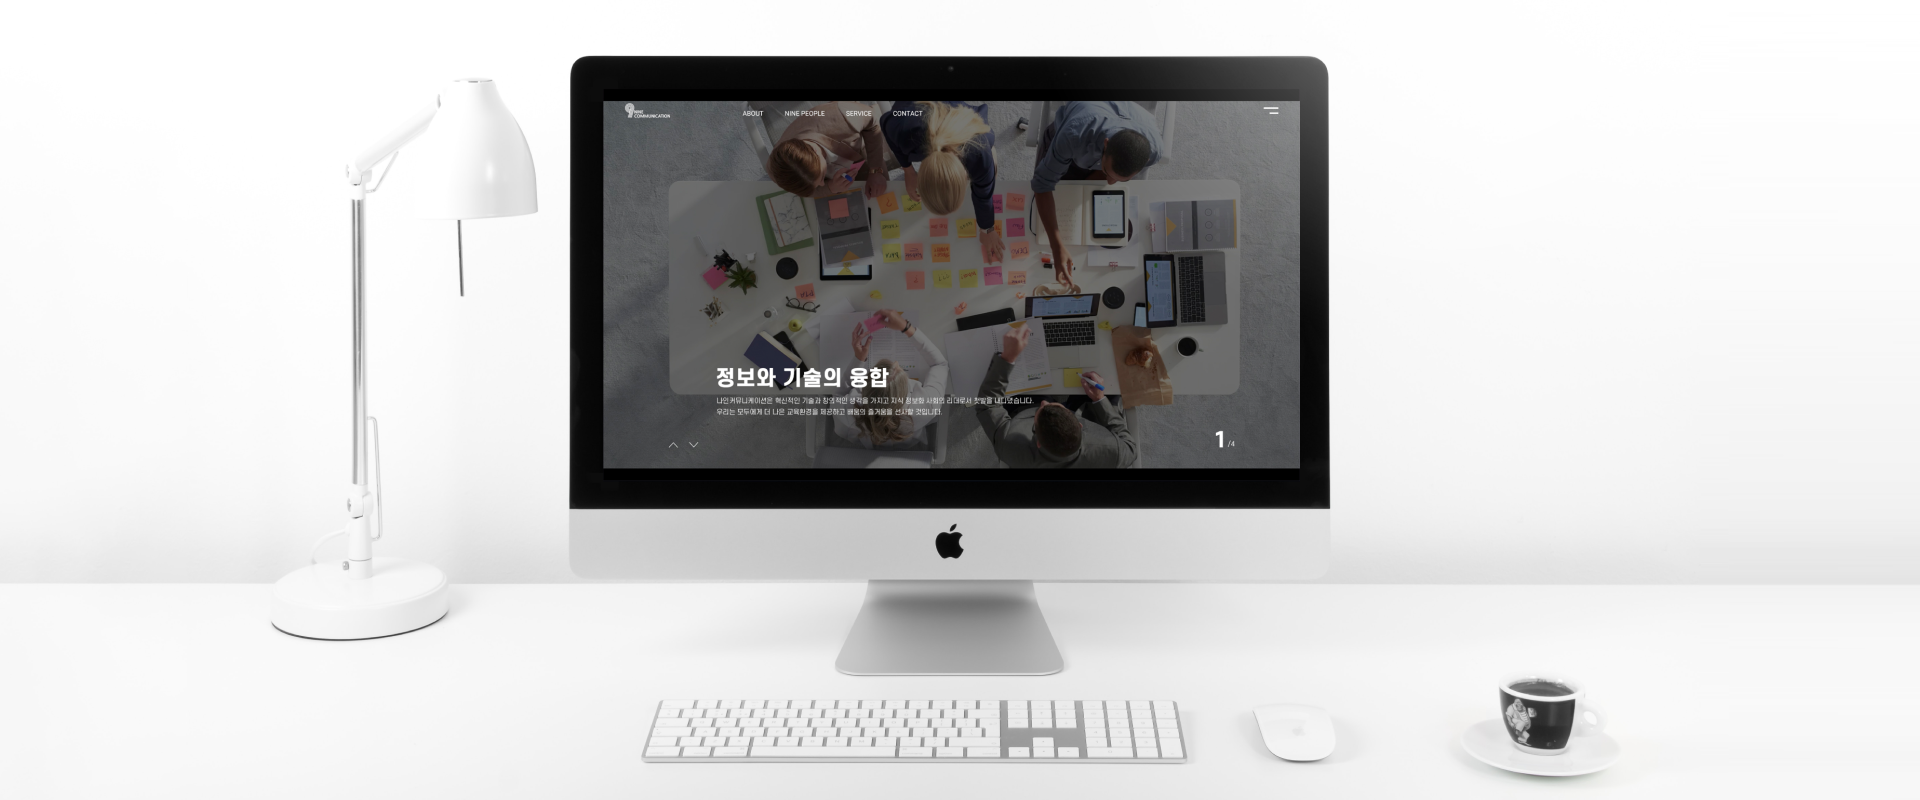 NINE
COMMUNICATION
ABOUT NINE PEOPLE SERVICE CONTACT
정보와 기술의 융합
나인커뮤니케이션은 혁신적인 기술과 창의적인 생각을 가지고 지식 정보화 사회의 리더로서 첫발을 내디뎠습니다.
우리는 모두에게 더 나은 교육환경을 제공하고 배움의 즐거움을 선사할 것입니다.
1 /4